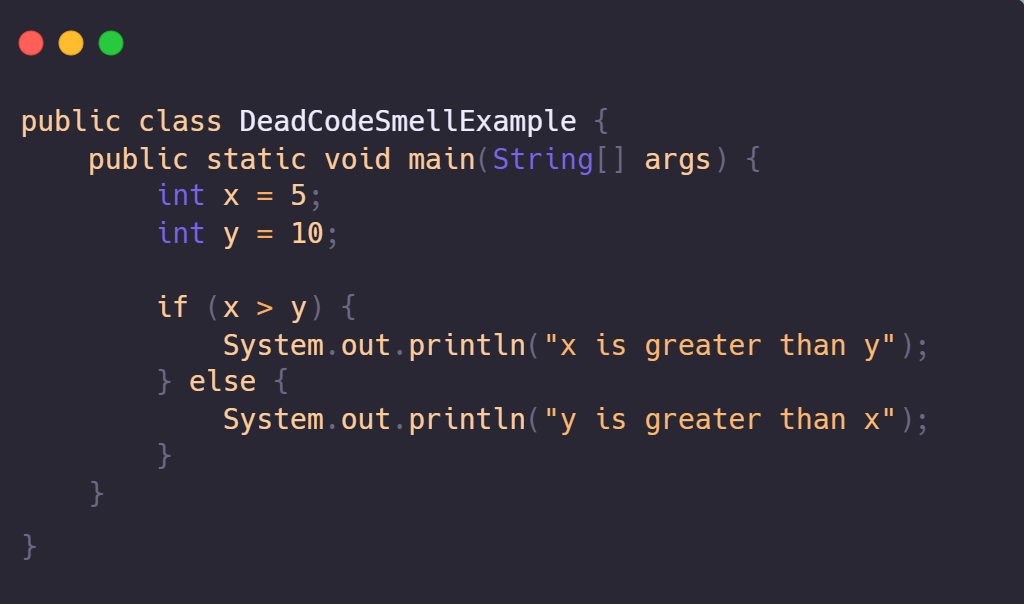 public class DeadCodeSmellExample {
    public static void main(String[] args) {
        int x = 5;
        int y = 10;

        if (x > y) {
            System.out.println("x is greater than y");
        } else {
            System.out.println("y is greater than x");
        }
    }
}